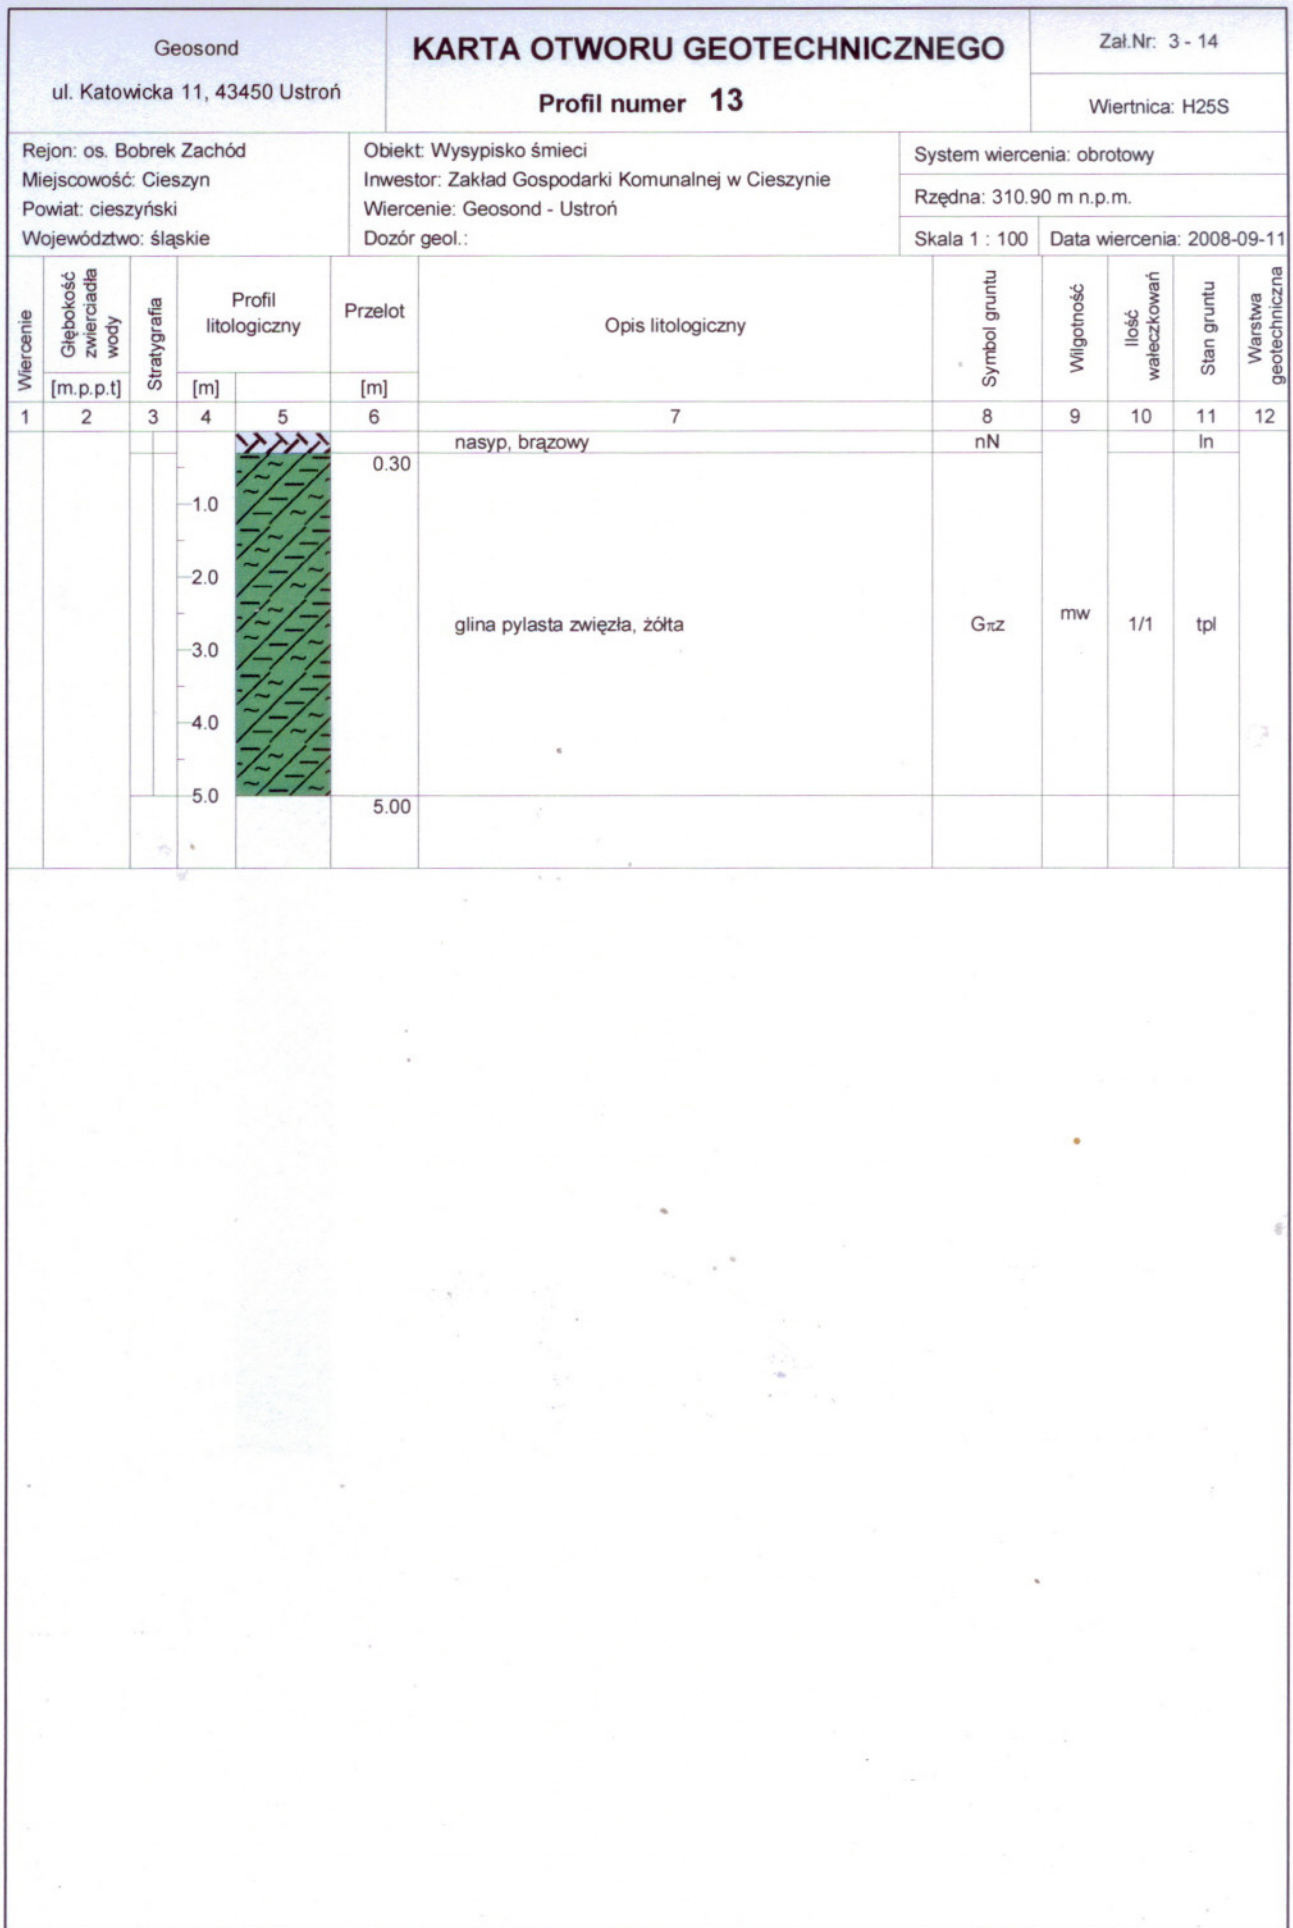 Geosond
ul. Katowicka 11, 43450 Ustroń
KARTA OTWORU GEOTECHNICZNEGO
Profil numer 13
Zał.Nr: 3 - 14
Wiertnica: H25S
Rejon: os. Bobrek Zachód
Miejscowość: Cieszyn
Powiat: cieszyński
Województwo: śląskie
Obiekt: Wysypisko śmieci
Inwestor: Zakład Gospodarki Komunalnej w Cieszynie
Wiercenie: Geosond - Ustroń
Dozór geol.:
System wiercenia: obrotowy
Rzędna: 310.90 m n.p.m.
Skala 1 : 100
Data wiercenia: 2008-09-11
Wiercenie
Głębokość
zwierciadła
wody
[m.p.p.t]
Stratygrafia
Profil
litologiczny
[m]
Przelot
[m]
Opis litologiczny
Symbol gruntu
Wilgotność
Ilość
wałeczkowań
Stan gruntu
Warstwa
geotechniczna
1 2 3 4 5 6 7 8 9 10 11 12
nasyp, brązowy nN ln
0.30
1.0
2.0
glina pylasta zwięzła, żółta Gπz mw 1/1 tpl
3.0
4.0
5.0
5.00